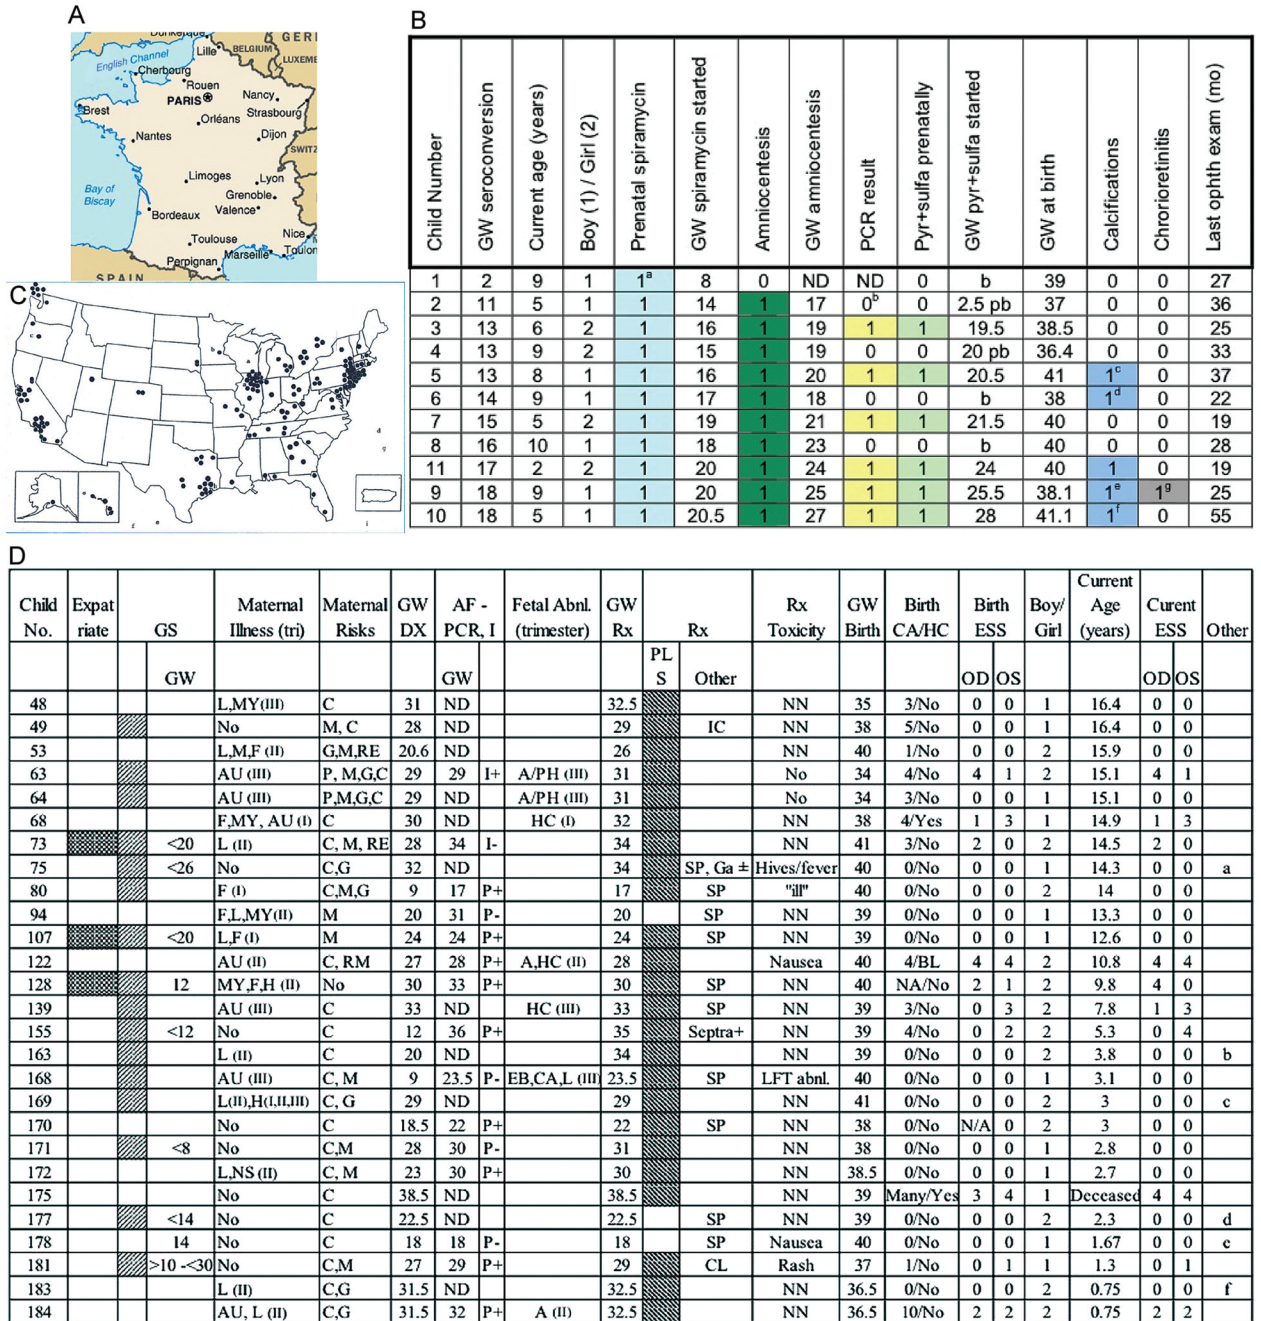 A
Dunkerque
Lille
BELGIUM
GERI
LUXEME
English Channel
Cherbourg
Rouen
PARIS
Nancy
Strasbourg
Brest
Orléans
Nantes
Dijon
SWITZ
Limoges
Lyon
Bay of
Biscay
Grenoble
Valence
Bordeaux
Toulouse
Nice
Marseille
Toulon
Perpignan
SPAIN
B
Child Number | GW seroconversion | Current age (years) | Boy (1) / Girl (2) | Prenatal spiramycin | GW spiramycin started | Amniocentesis | GW amniocentesis | PCR result | Pyr+sulfa prenatally | GW pyr+sulfa started | GW at birth | Calcifications | Chrorioretinitis | Last ophth exam (mo)
1 2 9 1 1a 8 0 ND ND 0 b 39 0 0 27
2 11 5 1 1 14 1 17 0b 0 2.5 pb 37 0 0 36
3 13 6 2 1 16 1 19 1 1 19.5 38.5 0 0 25
4 13 9 2 1 15 1 19 0 0 20 pb 36.4 0 0 33
5 13 8 1 1 16 1 20 1 1 20.5 41 1c 0 37
6 14 9 1 1 17 1 18 0 0 b 38 1d 0 22
7 15 5 2 1 19 1 21 1 1 21.5 40 0 0 19
8 16 10 1 1 18 1 23 0 0 b 40 0 0 28
11 17 2 2 1 20 1 24 1 1 24 40 1 0 19
9 18 9 1 1 20 1 25 1 1 25.5 38.1 1e 1g 25
10 18 5 1 1 20.5 1 27 1 1 28 41.1 1f 0 55
C
D
Child No. | Expat riate | GS | Maternal Illness (tri) | Maternal Risks | GW DX | AF - PCR, I | Fetal Abnl. (trimester) | GW Rx | Rx | Rx Toxicity | GW Birth | Birth CA/HC | Birth ESS | Boy/ Girl | Current Age (years) | Curent ESS | Other
GW GW PL S Other OD OS OD OS
48 L,MY(III) C 31 ND 32.5 NN 35 3/No 0 0 1 16.4 0 0
49 No M, C 28 ND 29 IC NN 38 5/No 0 0 1 16.4 0 0
53 L,M,F (II) G,M,RE 20.6 ND 26 NN 40 1/No 0 0 2 15.9 0 0
63 AU (III) P, M,G,C 29 29 I+ A/PH (III) 31 No 34 4/No 4 1 2 15.1 4 1
64 AU (III) P,M,G,C 29 ND A/PH (III) 31 No 34 3/No 0 0 1 15.1 0 0
68 F,MY, AU (I) C 30 ND HC (I) 32 NN 38 4/Yes 1 3 1 14.9 1 3
73 <20 L (II) C, M, RE 28 34 I- 34 NN 41 3/No 2 0 2 14.5 2 0
75 <26 No C,G 32 ND 34 SP, Ga ± Hives/fever 40 0/No 0 0 1 14.3 0 0 a
80 F (I) C,M,G 9 17 P+ 17 SP "ill" 40 0/No 0 0 2 14 0 0
94 F,L,MY(II) M 20 31 P- 20 SP NN 39 0/No 0 0 1 13.3 0 0
107 <20 L,F (I) M 24 24 P+ 24 SP NN 39 0/No 0 0 1 12.6 0 0
122 AU (II) C, RM 27 28 P+ A,HC (II) 28 Nausea 40 4/BL 4 4 2 10.8 4 4
128 12 MY,F,H (II) No 30 33 P+ 30 SP NN 40 NA/No 2 1 2 9.8 4 0
139 AU (III) C 33 ND HC (III) 33 SP NN 39 3/No 0 3 2 7.8 1 3
155 <12 No C 12 36 P+ 35 Septra+ NN 39 4/No 0 2 2 5.3 0 4
163 L (II) C 20 ND 34 NN 39 0/No 0 0 2 3.8 0 0 b
168 AU (III) C, M 9 23.5 P- EB,CA,L (III) 23.5 SP LFT abnl. 40 0/No 0 0 1 3.1 0 0
169 L(II),H(I,II,III) C, G 29 ND 29 NN 41 0/No 0 0 2 3 0 0 c
170 No C 18.5 22 P+ 22 SP NN 38 0/No N/A 0 2 3 0 0
171 <8 No C,M 28 30 P- 31 NN 38 0/No 0 0 1 2.8 0 0
172 L,NS (II) C, M 23 30 P+ 30 NN 38.5 0/No 0 0 1 2.7 0 0
175 No C 38.5 ND 38.5 NN 39 Many/Yes 3 4 1 Deceased 4 4
177 <14 No C 22.5 ND 22.5 SP NN 39 0/No 0 0 2 2.3 0 0 d
178 14 No C 18 18 P- 18 SP Nausea 40 0/No 0 0 1 1.67 0 0 e
181 >10 -<30 No C,M 27 29 P+ 29 CL Rash 37 1/No 0 1 1 1.3 0 1
183 L (II) C,G 31.5 ND 32.5 NN 36.5 0/No 0 0 2 0.75 0 0 f
184 AU, L (II) C,G 31.5 32 P+ A (II) 32.5 NN 36.5 10/No 2 2 2 0.75 2 2